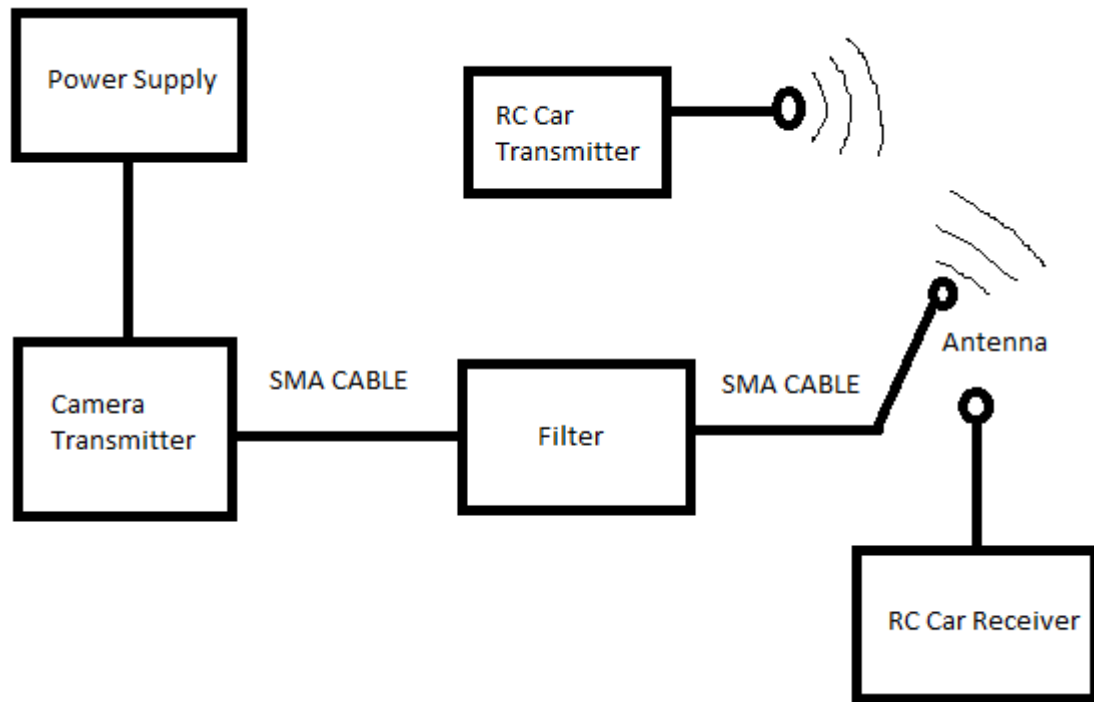 Power Supply
RC Car
Transmitter
Antenna
SMA CABLE
SMA CABLE
Camera
Transmitter
Filter
RC Car Receiver